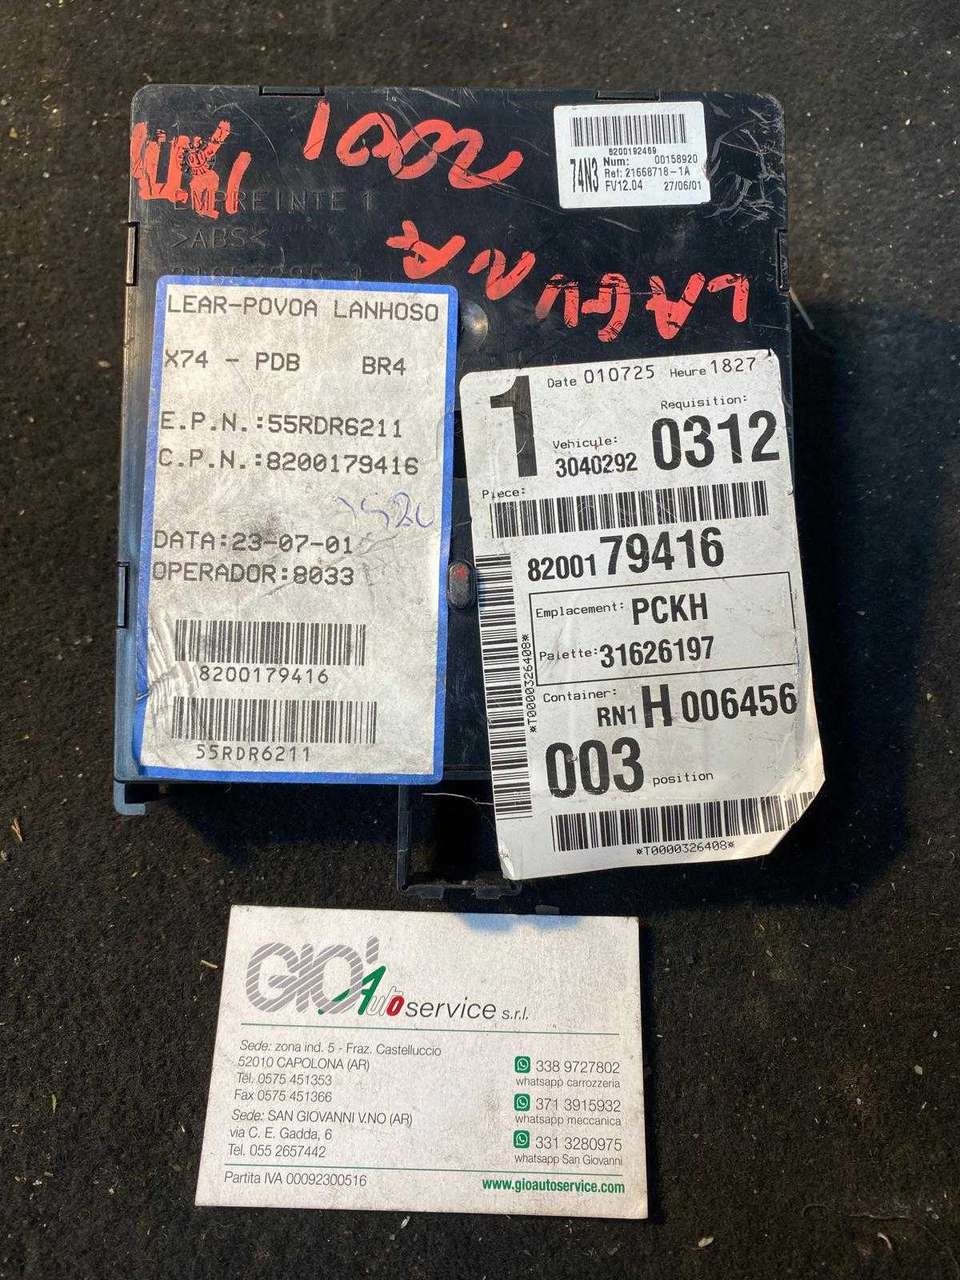 2001
LAGUNA
EMPREINTE 1
>ABS<
8200192469
74N3
Num: 00158920
Ref: 21668718-1A
FV12.04 27/06/01
LEAR-POVOA LANHOSO
X74 - PDB BR4
E.P.N.:55RDR6211
C.P.N.:8200179416
DATA:23-07-01
OPERADOR:8033
8200179416
55RDR6211
1
Date 010725 Heure 1827
Requisition:
Vehicule:
3040292 0312
Piece:
8200179416
Emplacement: PCKH
Palette: 31626197
Container:
RN1 H 006456
003 position
*T0000326408*
*T0000326408*
GIO' Auto service s.r.l.
Sede: zona ind. 5 - Fraz. Castelluccio
52010 CAPOLONA (AR)
Tel. 0575 451353
Fax 0575 451366
Sede: SAN GIOVANNI V.NO (AR)
via C. E. Gadda, 6
Tel. 055 2657442
Partita IVA 00092300516
338 9727802
whatsapp carrozzeria
371 3915932
whatsapp meccanica
331 3280975
whatsapp San Giovanni
www.gioautoservice.com